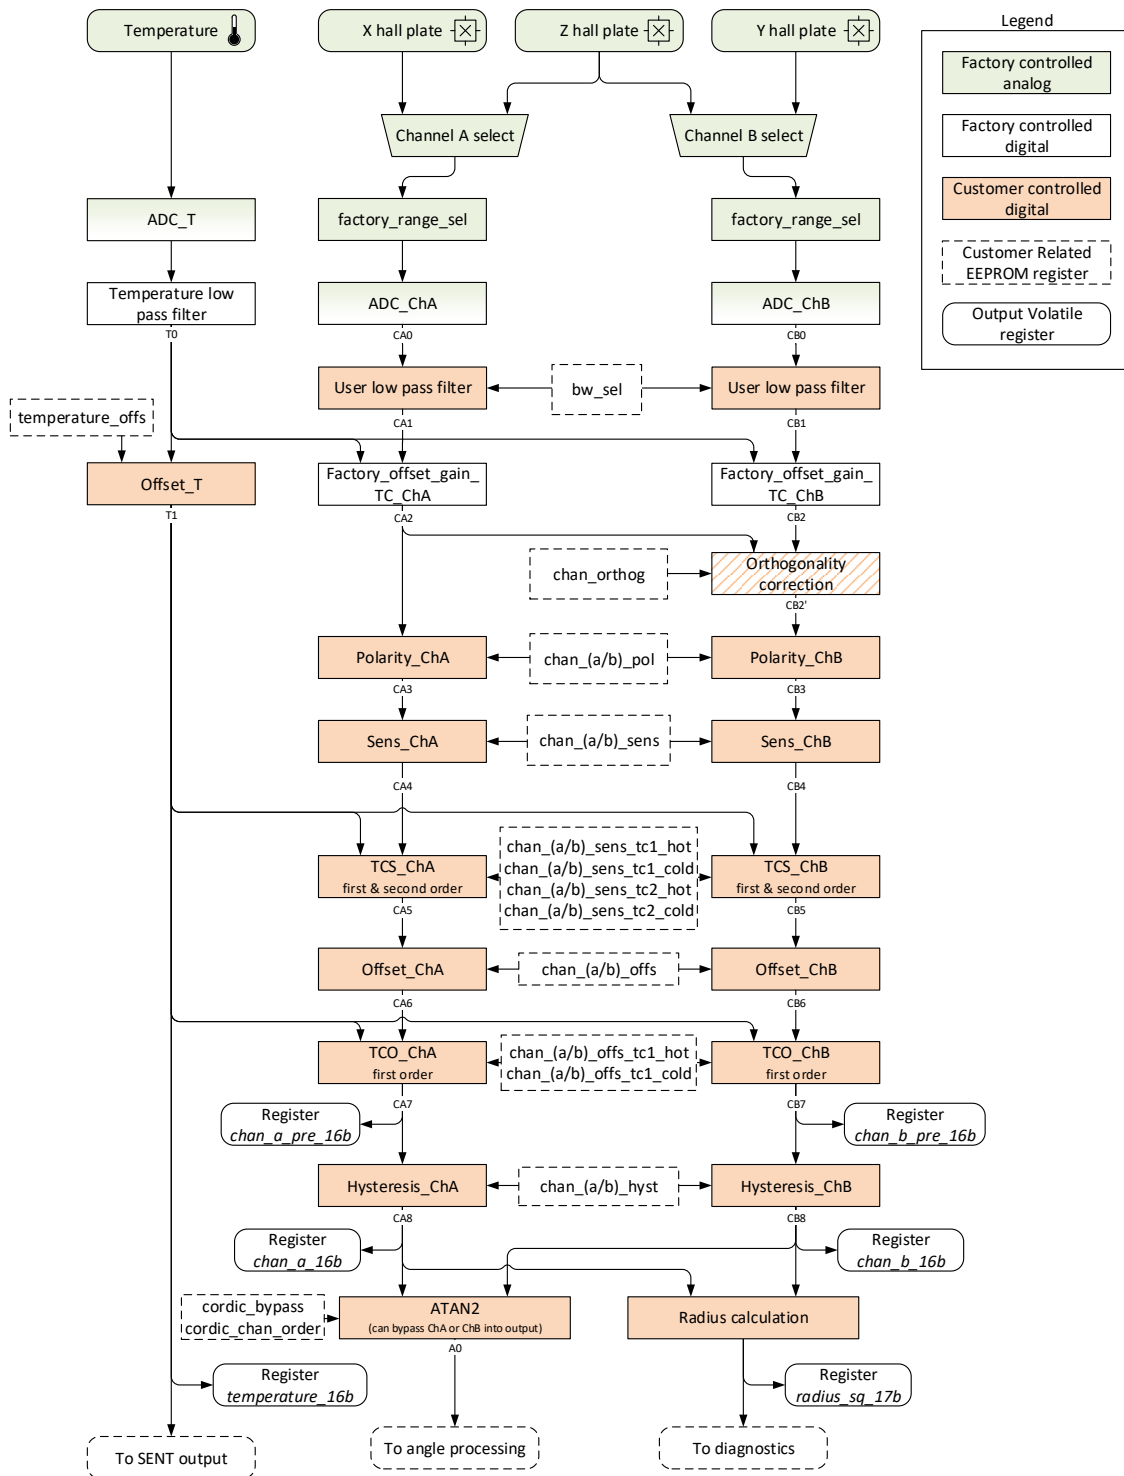 Temperature
X hall plate
Z hall plate
Y hall plate
Legend
Factory controlled
analog
Factory controlled
digital
Customer controlled
digital
Customer Related
EEPROM register
Output Volatile
register
Channel A select
Channel B select
ADC_T
factory_range_sel
factory_range_sel
Temperature low
pass filter
T0
ADC_ChA
CA0
ADC_ChB
CB0
User low pass filter
CA1
bw_sel
User low pass filter
CB1
temperature_offs
Offset_T
T1
Factory_offset_gain_
TC_ChA
CA2
Factory_offset_gain_
TC_ChB
CB2
chan_orthog
Orthogonality
correction
CB2'
Polarity_ChA
CA3
chan_(a/b)_pol
Polarity_ChB
CB3
Sens_ChA
CA4
chan_(a/b)_sens
Sens_ChB
CB4
TCS_ChA
first & second order
CA5
chan_(a/b)_sens_tc1_hot
chan_(a/b)_sens_tc1_cold
chan_(a/b)_sens_tc2_hot
chan_(a/b)_sens_tc2_cold
TCS_ChB
first & second order
CB5
Offset_ChA
CA6
chan_(a/b)_offs
Offset_ChB
CB6
TCO_ChA
first order
CA7
chan_(a/b)_offs_tc1_hot
chan_(a/b)_offs_tc1_cold
TCO_ChB
first order
CB7
Register
chan_a_pre_16b
Register
chan_b_pre_16b
Hysteresis_ChA
CA8
chan_(a/b)_hyst
Hysteresis_ChB
CB8
Register
chan_a_16b
Register
chan_b_16b
cordic_bypass
cordic_chan_order
ATAN2
(can bypass ChA or ChB into output)
A0
Radius calculation
Register
temperature_16b
Register
radius_sq_17b
To SENT output
To angle processing
To diagnostics